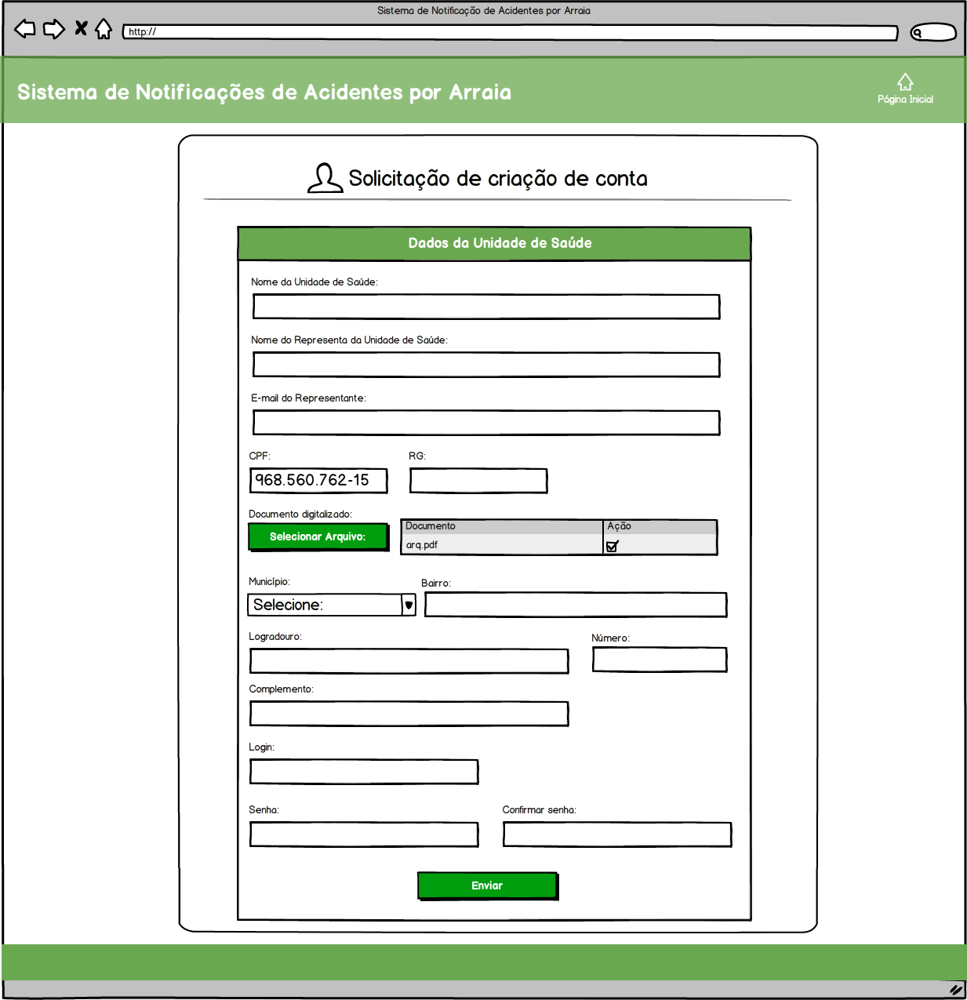 Sistema de Notificação de Acidentes por Arraia
http://
Sistema de Notificações de Acidentes por Arraia
Página Inicial
Solicitação de criação de conta
Dados da Unidade de Saúde
Nome da Unidade de Saúde:
Nome do Representa da Unidade de Saúde:
E-mail do Representante:
CPF: RG:
968.560.762-15
Documento digitalizado:
Documento Ação
Selecionar Arquivo:
arq.pdf
Município: Bairro:
Selecione:
Logradouro: Número:
Complemento:
Login:
Senha: Confirmar senha:
Enviar